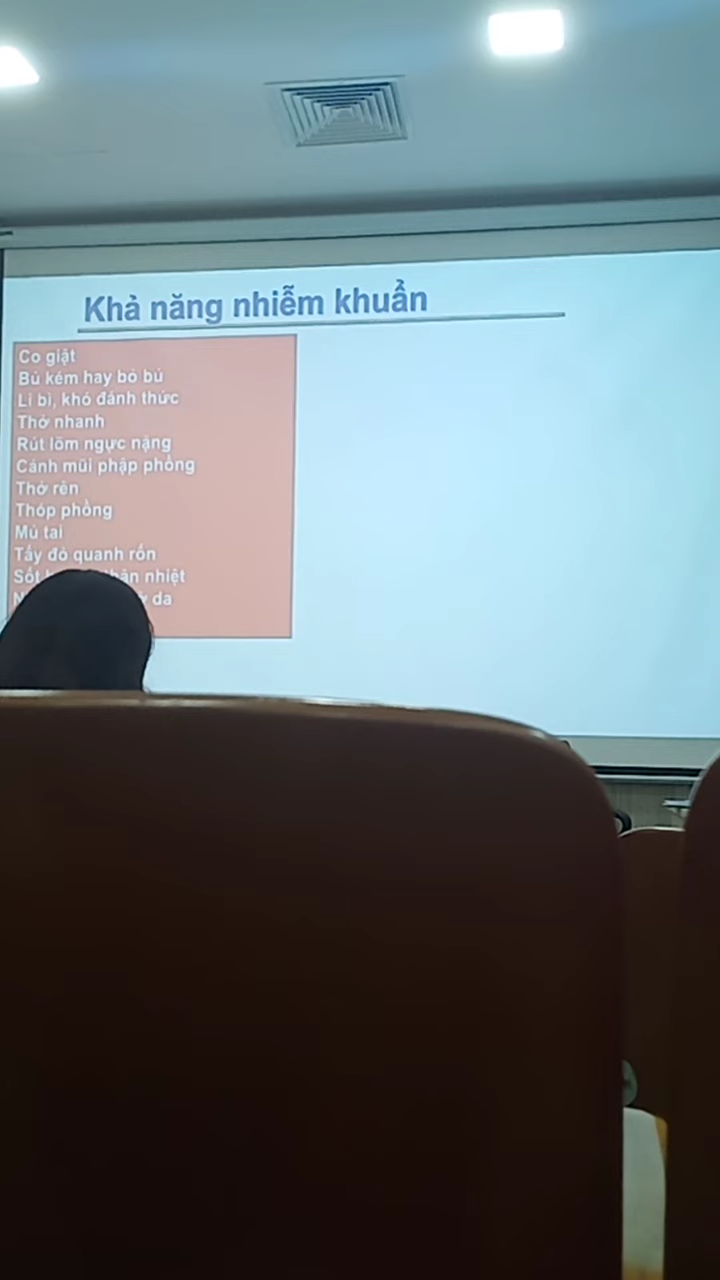 Khả năng nhiễm khuẩn
Co giật
Bú kém hay bỏ bú
Li bì, khó đánh thức
Thở nhanh
Rút lõm ngực nặng
Cánh mũi phập phồng
Thở rên
Thóp phồng
Mủ tai
Tấy đỏ quanh rốn
Sốt nhiệt
da